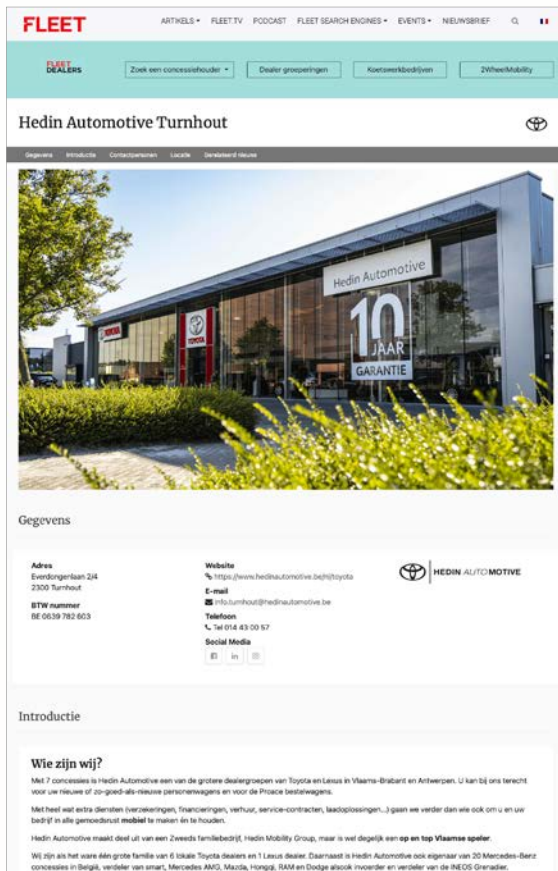 FLEET
ARTIKELS FLEET.TV PODCAST FLEET SEARCH ENGINES EVENTS NIEUWSBRIEF
FLEET
DEALERS
Zoek een concessiehouder Dealer groeperingen Koetswerkbedrijven 2WheelMobility
Hedin Automotive Turnhout
Gegevens Introductie Contactpersonen Locatie Gerelateerd nieuws
Hedin Automotive
TOYOTA
TOYOTA
10
JAAR
GARANTIE
Gegevens
Adres
Everdongenlaan 2/4
2300 Turnhout
BTW nummer
BE 0639 782 603
Website
https://www.hedinautomotive.be/nl/toyota
E-mail
info.turnhout@hedinautomotive.be
Telefoon
Tel 014 43 00 57
Social Media
HEDIN AUTOMOTIVE
Introductie
Wie zijn wij?
Met 7 concessies is Hedin Automotive een van de grotere dealergroepen van Toyota en Lexus in Vlaams-Brabant en Antwerpen. U kan bij ons terecht
voor uw nieuwe of zo-goed-als-nieuwe personenwagens en voor de Proace bestelwagens.
Met heel wat extra diensten (verzekeringen, financieringen, verhuur, service-contracten, laadoplossingen...) gaan we verder dan wie ook om u en uw
bedrijf in alle gemoedsrust mobiel te maken én te houden.
Hedin Automotive maakt deel uit van een Zweeds familiebedrijf, Hedin Mobility Group, maar is wel degelijk een op en top Vlaamse speler.
Wij zijn als het ware één grote familie van 6 lokale Toyota dealers en 1 Lexus dealer. Daarnaast is Hedin Automotive ook eigenaar van 20 Mercedes-Benz
concessies in België, verdeler van smart, Mercedes AMG, Mazda, Hongqi, RAM en Dodge alsook invoerder en verdeler van de INEOS Grenadier.